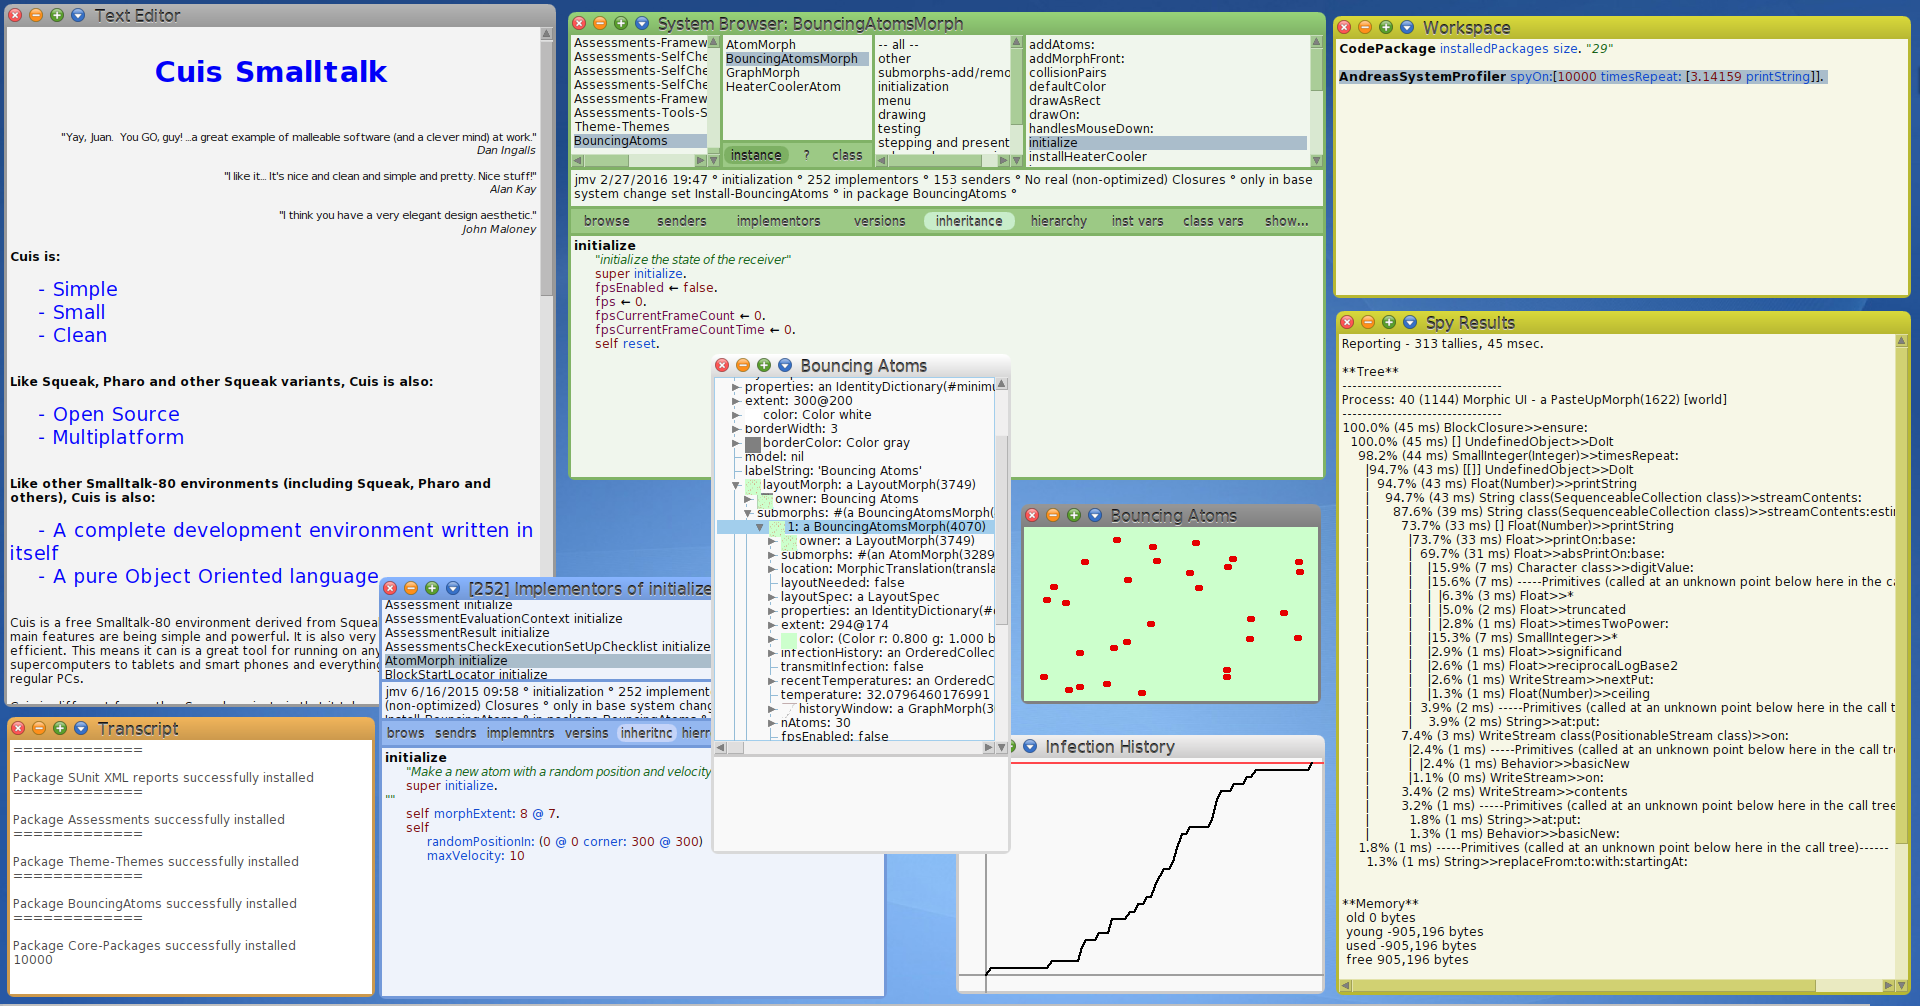 Text Editor
Cuis Smalltalk
"Yay, Juan. You GO, guy! ...a great example of malleable software (and a clever mind) at work."
Dan Ingalls
"I like it... It's nice and clean and simple and pretty. Nice stuff!"
Alan Kay
"I think you have a very elegant design aesthetic."
John Maloney
Cuis is:
- Simple
- Small
- Clean
Like Squeak, Pharo and other Squeak variants, Cuis is also:
- Open Source
- Multiplatform
Like other Smalltalk-80 environments (including Squeak, Pharo and
others), Cuis is also:
- A complete development environment written in
itself
- A pure Object Oriented language
Cuis is a free Smalltalk-80 environment derived from Squea
main features are being simple and powerful. It is also very
efficient. This means it can is a great tool for running on any
supercomputers to tablets and smart phones and everythin
regular PCs.
Transcript
=============
Package SUnit XML reports successfully installed
=============
Package Assessments successfully installed
=============
Package Theme-Themes successfully installed
=============
Package BouncingAtoms successfully installed
=============
Package Core-Packages successfully installed
10000
System Browser: BouncingAtomsMorph
Assessments-Framew
Assessments-SelfChe
Assessments-SelfChe
Assessments-SelfChe
Assessments-Framew
Assessments-Tools-S
Theme-Themes
BouncingAtoms
AtomMorph
BouncingAtomsMorph
GraphMorph
HeaterCoolerAtom
instance ? class
-- all --
other
submorphs-add/remo
initialization
menu
drawing
testing
stepping and present
addAtoms:
addMorphFront:
collisionPairs
defaultColor
drawAsRect
drawOn:
handlesMouseDown:
initialize
installHeaterCooler
jmv 2/27/2016 19:47 ° initialization ° 252 implementors ° 153 senders ° No real (non-optimized) Closures ° only in base
system change set Install-BouncingAtoms ° in package BouncingAtoms °
browse senders implementors versions inheritance hierarchy inst vars class vars show...
initialize
"initialize the state of the receiver"
super initialize.
fpsEnabled ← false.
fps ← 0.
fpsCurrentFrameCount ← 0.
fpsCurrentFrameCountTime ← 0.
self reset.
[252] Implementors of initialize
Assessment initialize
AssessmentEvaluationContext initialize
AssessmentResult initialize
AssessmentsCheckExecutionSetUpChecklist initialize
AtomMorph initialize
BlockStartLocator initialize
jmv 6/16/2015 09:58 ° initialization ° 252 implement
(non-optimized) Closures ° only in base system chang
Install-BouncingAtoms ° in package BouncingAtoms °
brows sendrs implemntrs versins inheritnc hierr
initialize
"Make a new atom with a random position and velocity
super initialize.
""
self morphExtent: 8 @ 7.
self
randomPositionIn: (0 @ 0 corner: 300 @ 300)
maxVelocity: 10
Bouncing Atoms
properties: an IdentityDictionary(#minimu
extent: 300@200
color: Color white
borderWidth: 3
borderColor: Color gray
model: nil
labelString: 'Bouncing Atoms'
layoutMorph: a LayoutMorph(3749)
owner: Bouncing Atoms
submorphs: #(a BouncingAtomsMorph(
1: a BouncingAtomsMorph(4070)
owner: a LayoutMorph(3749)
submorphs: #(an AtomMorph(3289
location: MorphicTranslation(transla
layoutNeeded: false
layoutSpec: a LayoutSpec
properties: an IdentityDictionary(#
extent: 294@174
color: (Color r: 0.800 g: 1.000 b
infectionHistory: an OrderedCollec
transmitInfection: false
recentTemperatures: an OrderedC
temperature: 32.0796460176991
historyWindow: a GraphMorph(3
nAtoms: 30
fpsEnabled: false
Bouncing Atoms
Infection History
Workspace
CodePackage installedPackages size. "29"
AndreasSystemProfiler spyOn:[10000 timesRepeat: [3.14159 printString]].
Spy Results
Reporting - 313 tallies, 45 msec.
**Tree**
--------------------------------
Process: 40 (1144) Morphic UI - a PasteUpMorph(1622) [world]
--------------------------------
100.0% (45 ms) BlockClosure>>ensure:
100.0% (45 ms) [] UndefinedObject>>DoIt
98.2% (44 ms) SmallInteger(Integer)>>timesRepeat:
|94.7% (43 ms) [[]] UndefinedObject>>DoIt
| 94.7% (43 ms) Float(Number)>>printString
| 94.7% (43 ms) String class(SequenceableCollection class)>>streamContents:
| 87.6% (39 ms) String class(SequenceableCollection class)>>streamContents:estin
| 73.7% (33 ms) [] Float(Number)>>printString
| |73.7% (33 ms) Float>>printOn:base:
| | 69.7% (31 ms) Float>>absPrintOn:base:
| | |15.9% (7 ms) Character class>>digitValue:
| | |15.6% (7 ms) -----Primitives (called at an unknown point below here in the ca
| | | |6.3% (3 ms) Float>>*
| | | |5.0% (2 ms) Float>>truncated
| | | |2.8% (1 ms) Float>>timesTwoPower:
| | |15.3% (7 ms) SmallInteger>>*
| | |2.9% (1 ms) Float>>significand
| | |2.6% (1 ms) Float>>reciprocalLogBase2
| | |2.6% (1 ms) WriteStream>>nextPut:
| | |1.3% (1 ms) Float(Number)>>ceiling
| | 3.9% (2 ms) -----Primitives (called at an unknown point below here in the call t
| | 3.9% (2 ms) String>>at:put:
| 7.4% (3 ms) WriteStream class(PositionableStream class)>>on:
| |2.4% (1 ms) -----Primitives (called at an unknown point below here in the call tre
| | |2.4% (1 ms) Behavior>>basicNew
| |1.1% (0 ms) WriteStream>>on:
| 3.4% (2 ms) WriteStream>>contents
| 3.2% (1 ms) -----Primitives (called at an unknown point below here in the call tree
| 1.8% (1 ms) String>>at:put:
| 1.3% (1 ms) Behavior>>basicNew:
1.8% (1 ms) -----Primitives (called at an unknown point below here in the call tree)------
1.3% (1 ms) String>>replaceFrom:to:with:startingAt:
**Memory**
old 0 bytes
young -905,196 bytes
used -905,196 bytes
free 905,196 bytes